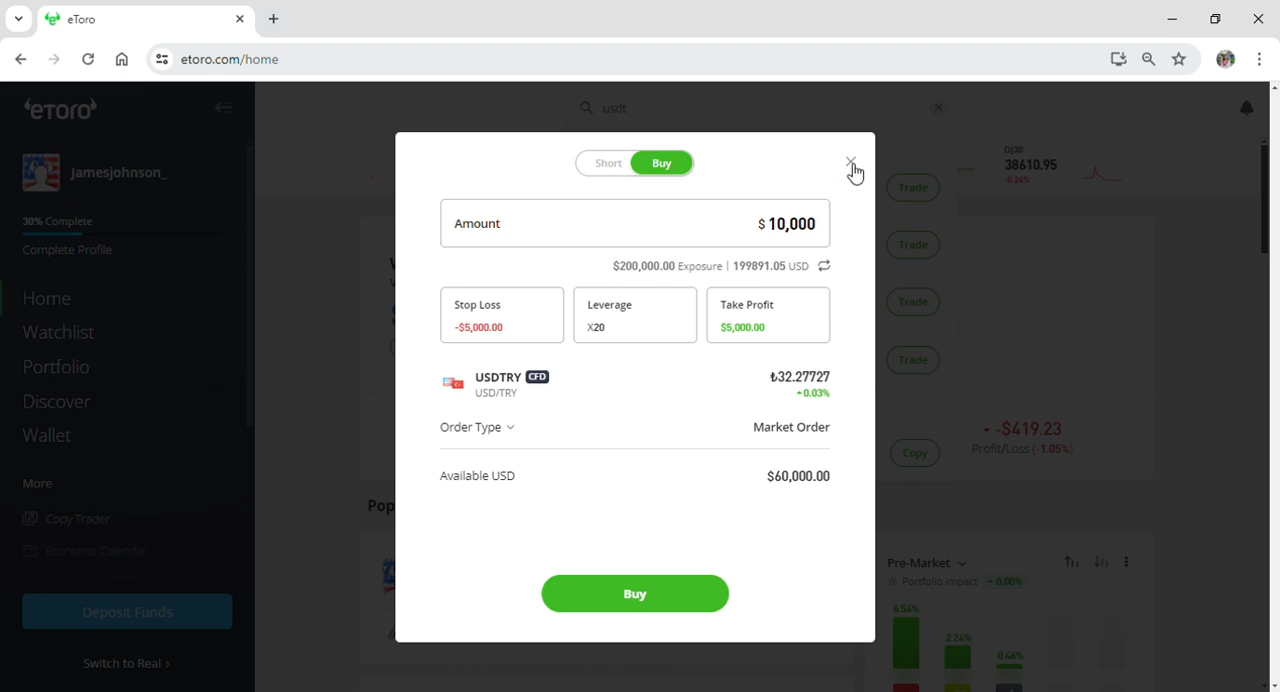 eToro
etoro.com/home
eToro
usdt
Jamesjohnson_
30% Complete
Complete Profile
Home
Watchlist
Portfolio
Discover
Wallet
More
Copy Trader
Economic Calendar
Deposit Funds
Switch to Real ›
DJ30
38610.95
-0.24%
Trade
Trade
Trade
Trade
Copy
Short Buy
Amount $ 10,000
$200,000.00 Exposure | 199891.05 USD
Stop Loss
-$5,000.00
Leverage
X20
Take Profit
$5,000.00
USDTRY CFD
USD/TRY
₺32.27727
0.03%
Order Type Market Order
Available USD $60,000.00
Buy
-$419.23
Profit/Loss (-1.05%)
Pop
Pre-Market
Portfolio Impact 0.00%
6.54%
2.24%
0.46%